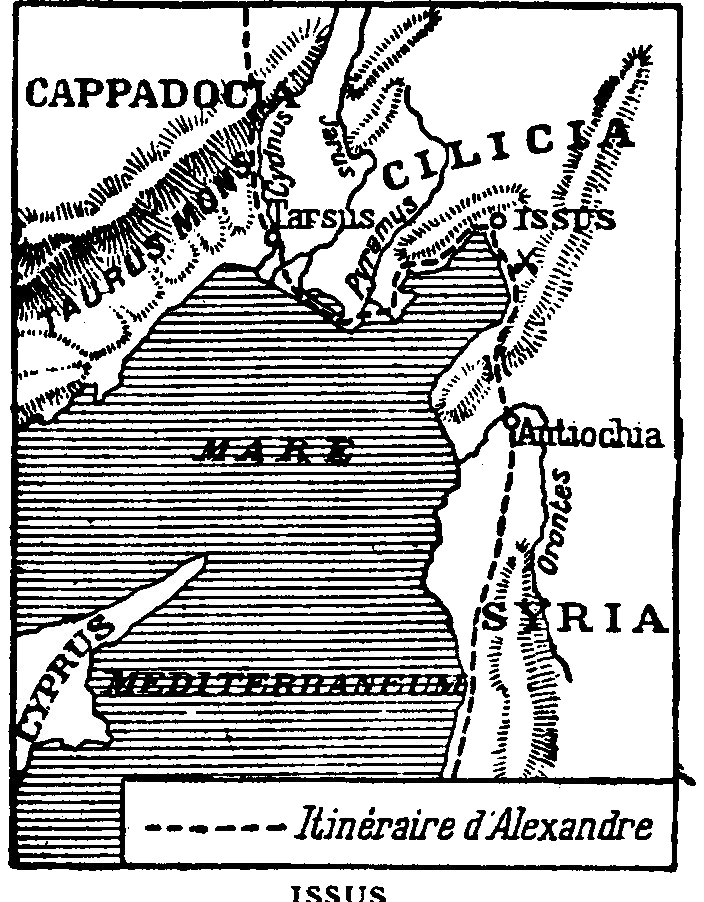 CAPPADOCIA
Cydnus
Sarus
CILICIA
TAURUS MONS
Tarsus
Pyramus
ISSUS
X
MARE
Antiochia
Orontes
SYRIA
CYPRUS
MEDITERRANEUM
Itinéraire d'Alexandre
ISSUS